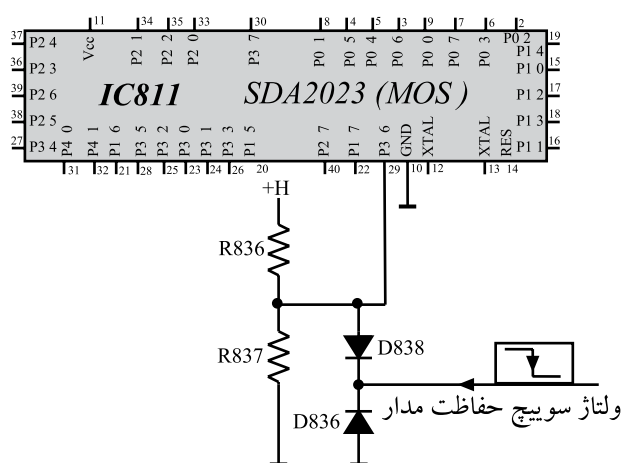 11 34 35 33 30 8 4 5 3 9 7 6 2
37 P2 4 Vcc P2 1 P2 2 P2 0 P3 7 P0 1 P0 5 P0 4 P0 6 P0 0 P0 7 P0 3 P0 2 P1 4 19
36 P2 3 P1 0 15
39 P2 6 IC811 SDA2023 (MOS ) P1 2 17
38 P2 5 P1 3 18
27 P3 4 P4 0 P4 1 P1 6 P3 5 P3 2 P3 0 P3 1 P3 3 P1 5 P2 7 P1 7 P3 6 GND XTAL XTAL RES P1 1 16
31 32 21 28 25 23 24 26 20 40 22 29 10 12 13 14
+H
R836
R837
D838
ولتاژ سوییچ حفاظت مدار
D836